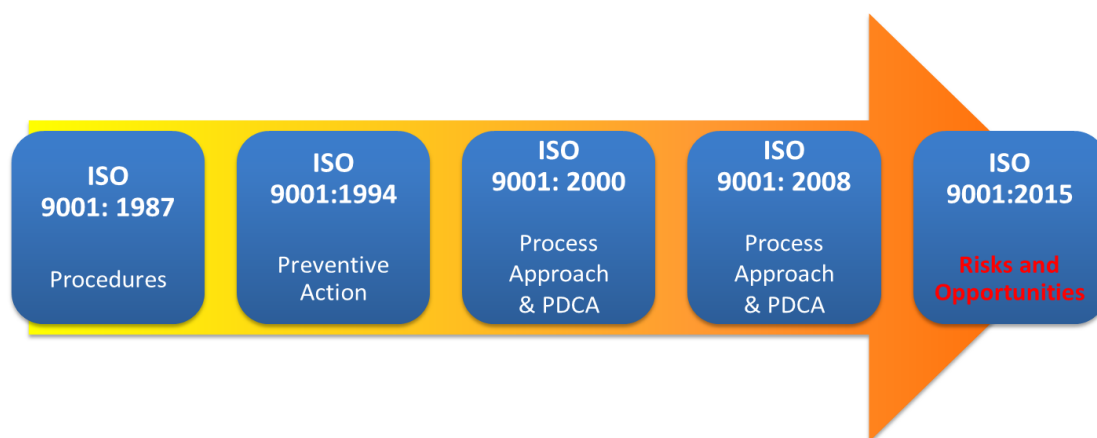 ISO
9001: 1987
Procedures
ISO
9001:1994
Preventive
Action
ISO
9001: 2000
Process
Approach
& PDCA
ISO
9001: 2008
Process
Approach
& PDCA
ISO
9001:2015
Risks and
Opportunities